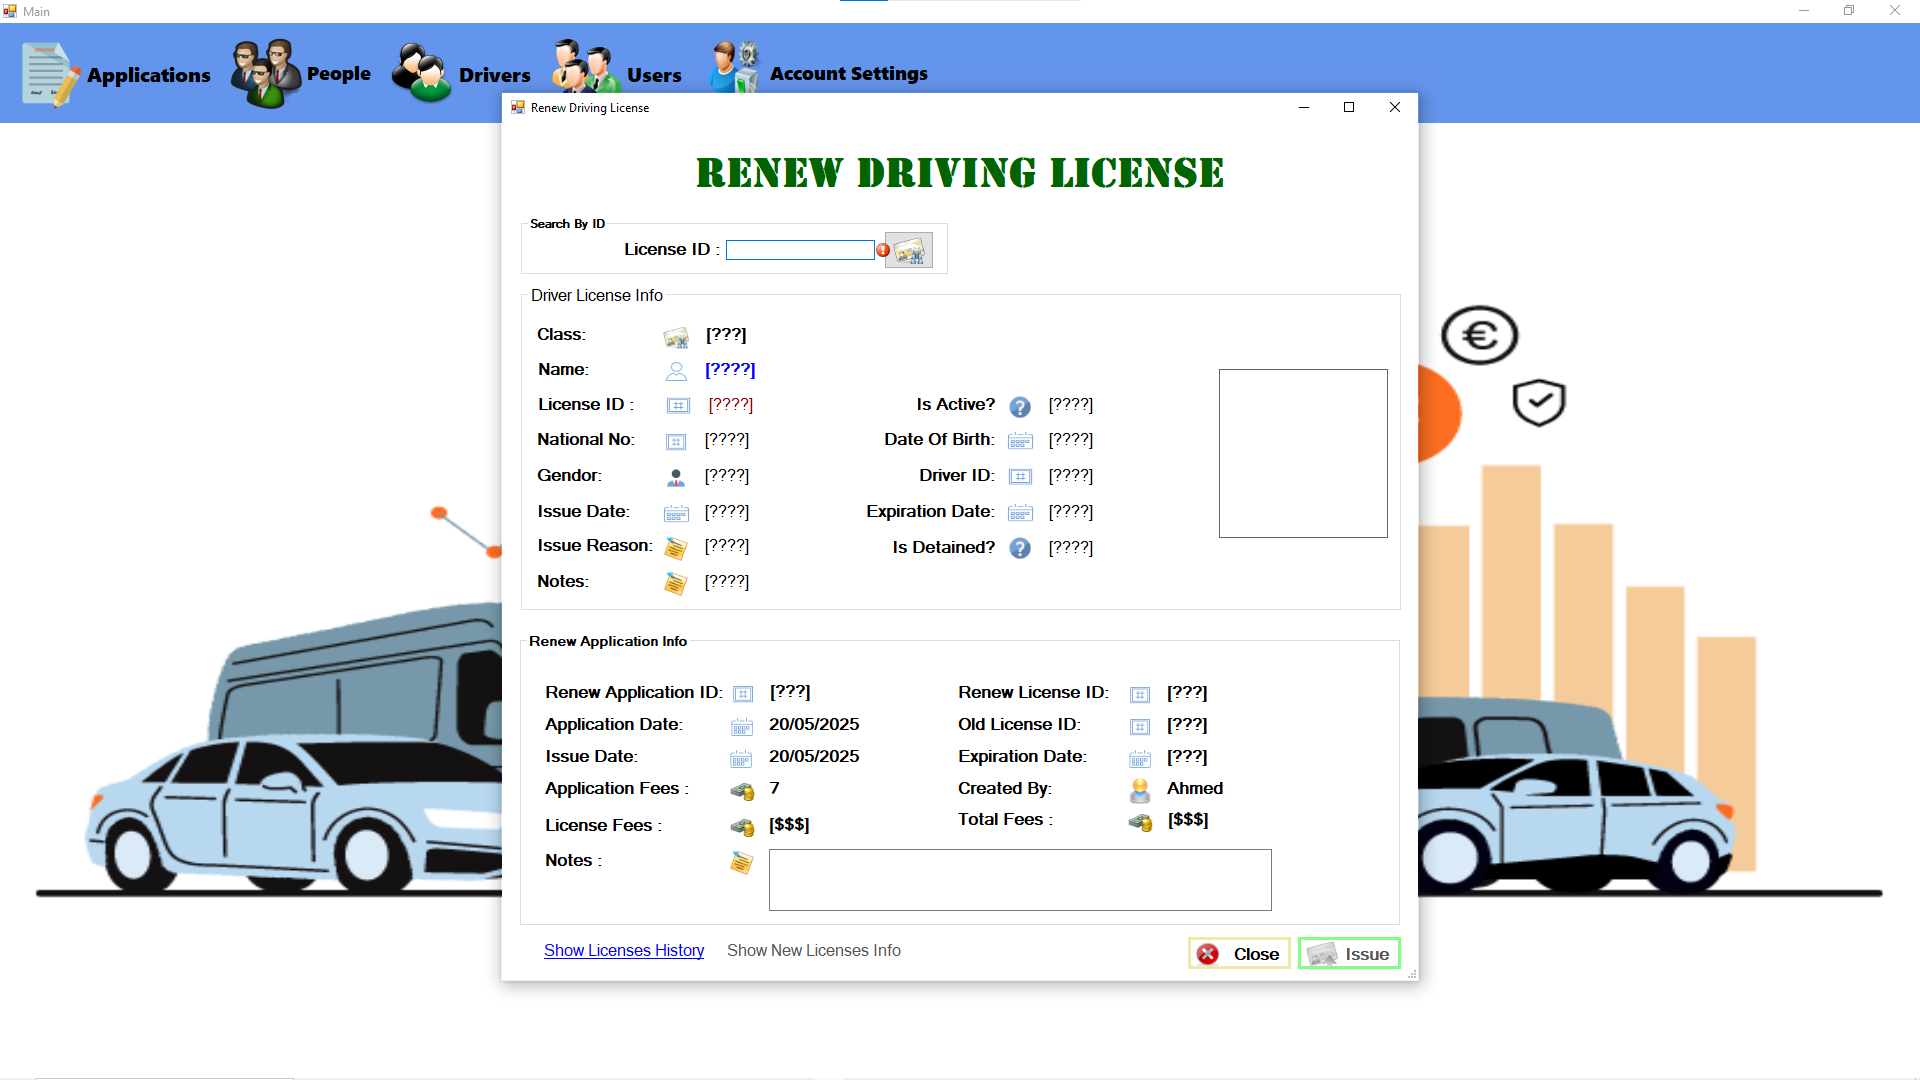 Main
Applications
People
Drivers
Users
Account Settings
Renew Driving License
RENEW DRIVING LICENSE
Search By ID
License ID :
Driver License Info
Class: [???]
Name: [????]
License ID : [????] Is Active? [????]
National No: [????] Date Of Birth: [????]
Gendor: [????] Driver ID: [????]
Issue Date: [????] Expiration Date: [????]
Issue Reason: [????] Is Detained? [????]
Notes: [????]
Renew Application Info
Renew Application ID: [???] Renew License ID: [???]
Application Date: 20/05/2025 Old License ID: [???]
Issue Date: 20/05/2025 Expiration Date: [???]
Application Fees : 7 Created By: Ahmed
License Fees : [$$$] Total Fees : [$$$]
Notes :
Show Licenses History Show New Licenses Info Close Issue